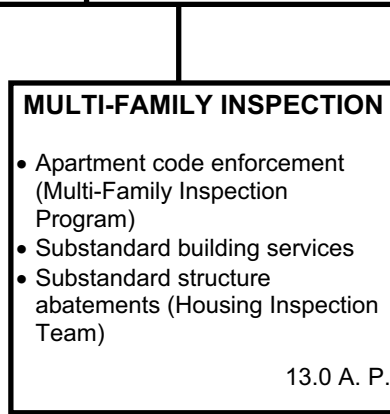 MULTI-FAMILY INSPECTION
• Apartment code enforcement
(Multi-Family Inspection
Program)
• Substandard building services
• Substandard structure
abatements (Housing Inspection
Team)
13.0 A. P.